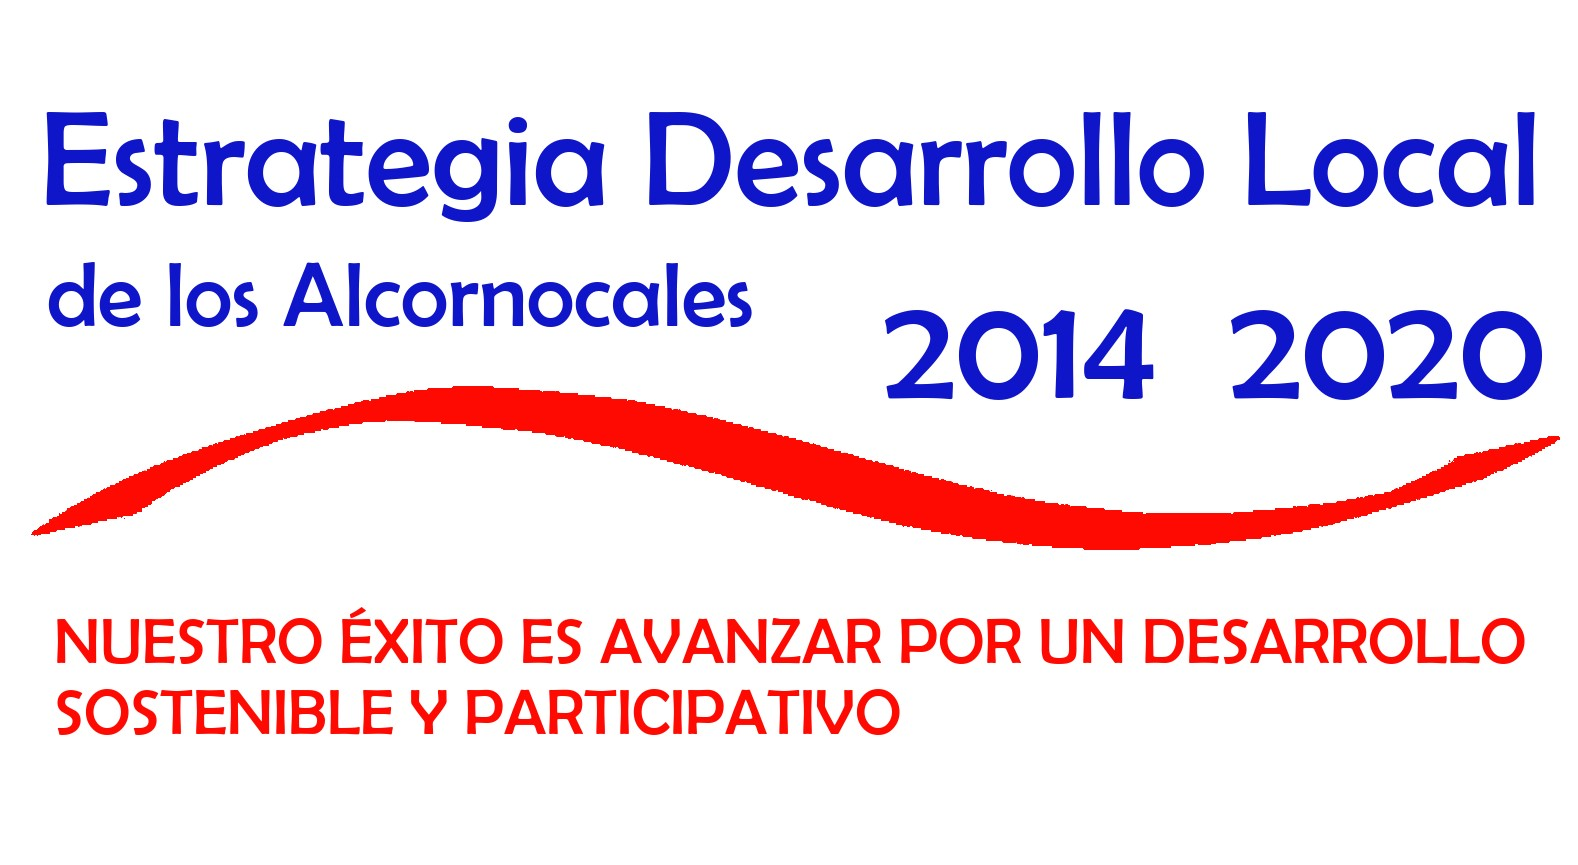 Estrategia Desarrollo Local
de los Alcornocales
2014 2020
NUESTRO ÉXITO ES AVANZAR POR UN DESARROLLO
SOSTENIBLE Y PARTICIPATIVO